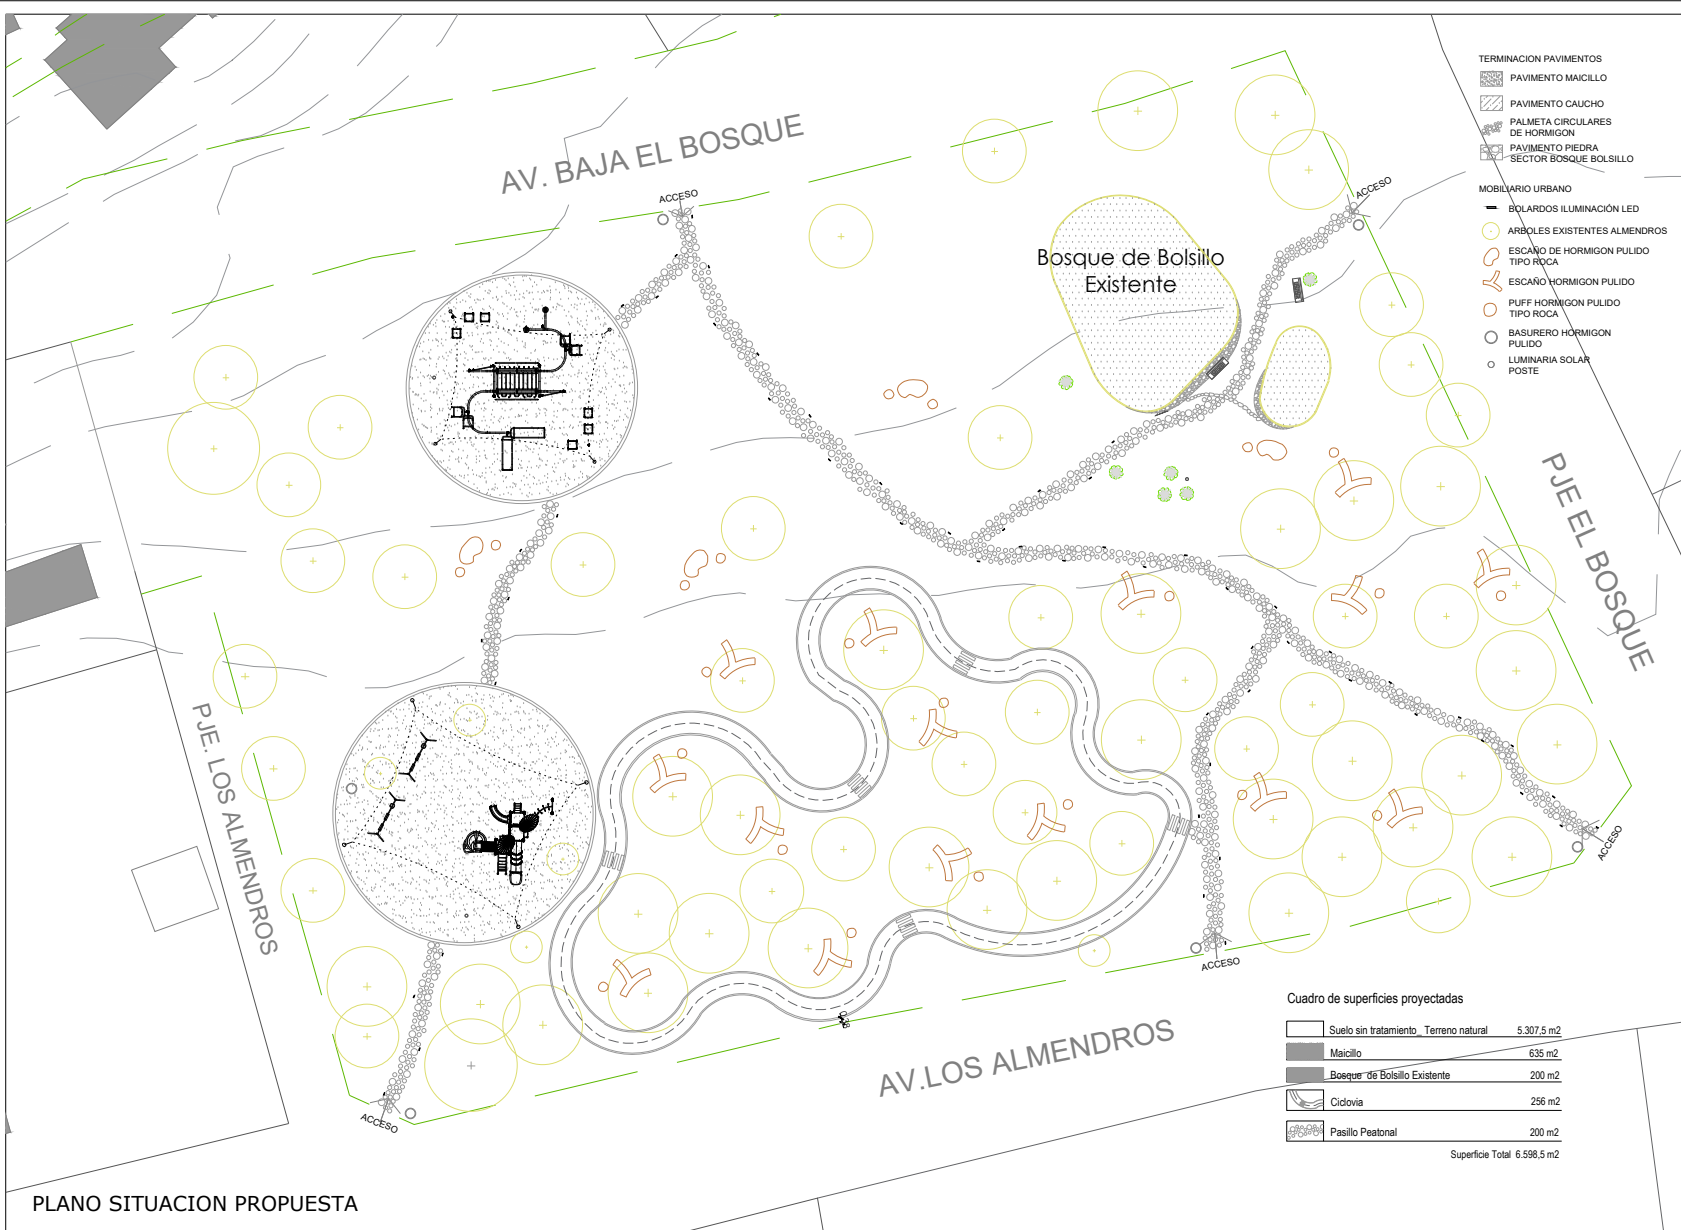 TERMINACION PAVIMENTOS
PAVIMENTO MAICILLO
PAVIMENTO CAUCHO
PALMETA CIRCULARES
DE HORMIGON
PAVIMENTO PIEDRA
SECTOR BOSQUE BOLSILLO
MOBILIARIO URBANO
BOLARDOS ILUMINACIÓN LED
ARBOLES EXISTENTES ALMENDROS
ESCAÑO DE HORMIGON PULIDO
TIPO ROCA
ESCAÑO HORMIGON PULIDO
PUFF HORMIGON PULIDO
TIPO ROCA
BASURERO HORMIGON
PULIDO
LUMINARIA SOLAR
POSTE
AV. BAJA EL BOSQUE
ACCESO
ACCESO
Bosque de Bolsillo
Existente
PJE EL BOSQUE
PJE. LOS ALMENDROS
ACCESO
ACCESO
ACCESO
AV.LOS ALMENDROS
Cuadro de superficies proyectadas
Suelo sin tratamiento_ Terreno natural 5.307,5 m2
Maicillo 635 m2
Bosque de Bolsillo Existente 200 m2
Ciclovia 256 m2
Pasillo Peatonal 200 m2
Superficie Total 6.598,5 m2
PLANO SITUACION PROPUESTA